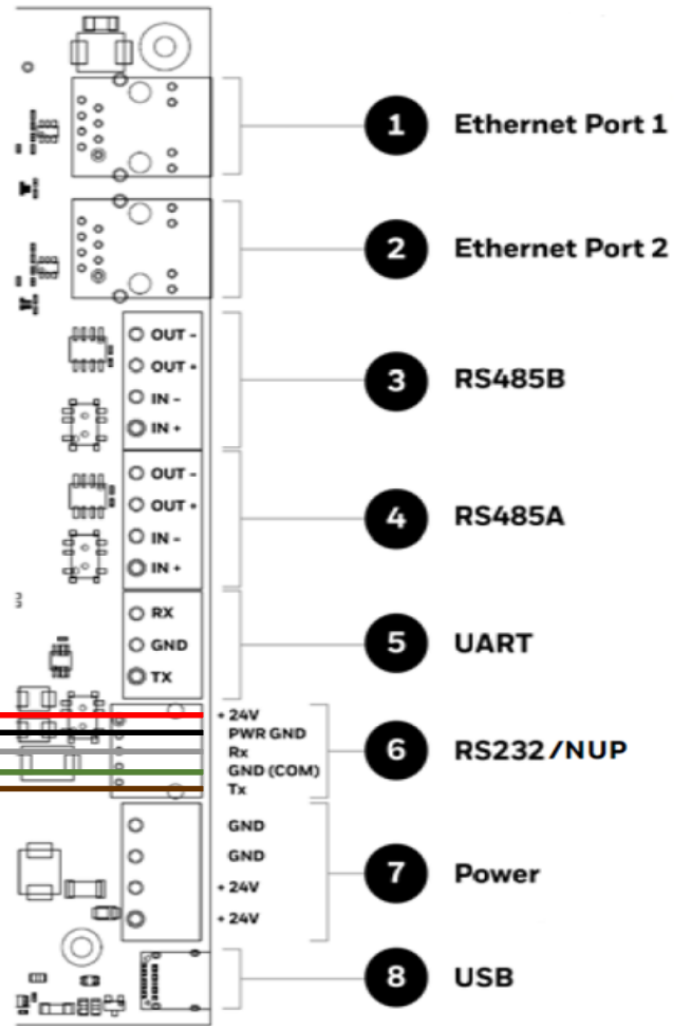 1 Ethernet Port 1
2 Ethernet Port 2
OUT -
OUT +
IN -
IN +
3 RS485B
OUT -
OUT +
IN -
IN +
4 RS485A
RX
GND
TX
5 UART
+ 24V
PWR GND
Rx
GND (COM)
Tx
6 RS232/NUP
GND
GND
+ 24V
+ 24V
7 Power
8 USB